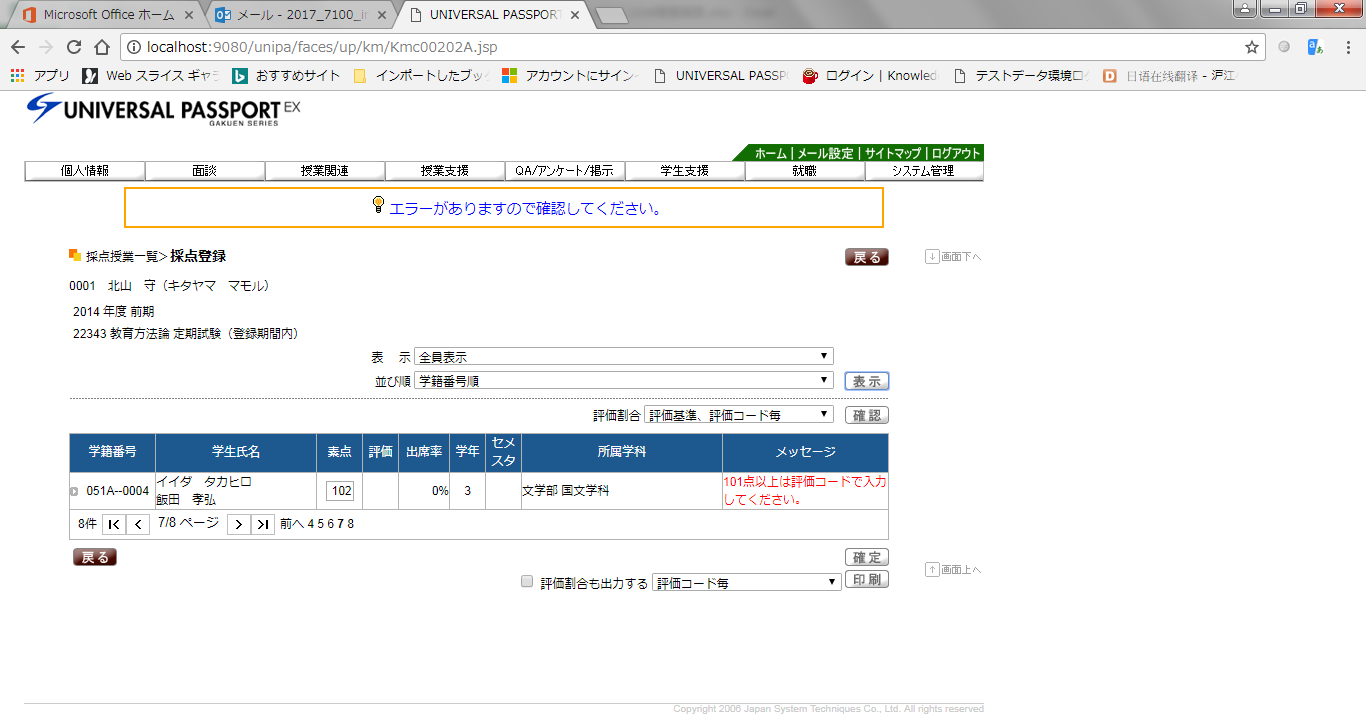 Microsoft Office ホーム
メール - 2017_7100_ir
UNIVERSAL PASSPORT
localhost:9080/unipa/faces/up/km/Kmc00202A.jsp
アプリ Web スライス ギャラ おすすめサイト インポートしたブッ アカウントにサイン UNIVERSAL PASSP ログイン | Knowled テストデータ環境ロ 日语在线翻译 - 沪江
UNIVERSAL PASSPORT EX
GAKUEN SERIES
ホーム | メール設定 | サイトマップ | ログアウト
個人情報 面談 授業関連 授業支援 QA/アンケート/掲示 学生支援 就職 システム管理
エラーがありますので確認してください。
採点授業一覧> 採点登録 戻る 画面下へ
0001 北山 守（キタヤマ マモル）
2014 年度 前期
22343 教育方法論 定期試験（登録期間内）
表 示 全員表示
並び順 学籍番号順 表示
評価割合 評価基準、評価コード毎 確認
学籍番号 学生氏名 素点 評価 出席率 学年 セメスタ 所属学科 メッセージ
051A--0004 イイダ タカヒロ 飯田 孝弘 102 0% 3 文学部 国文学科 101点以上は評価コードで入力してください。
8件 7/8 ページ 前へ 4 5 6 7 8
戻る 確定
画面上へ
評価割合も出力する 評価コード毎 印刷
Copyright 2006 Japan System Techniques Co., Ltd. All rights reserved